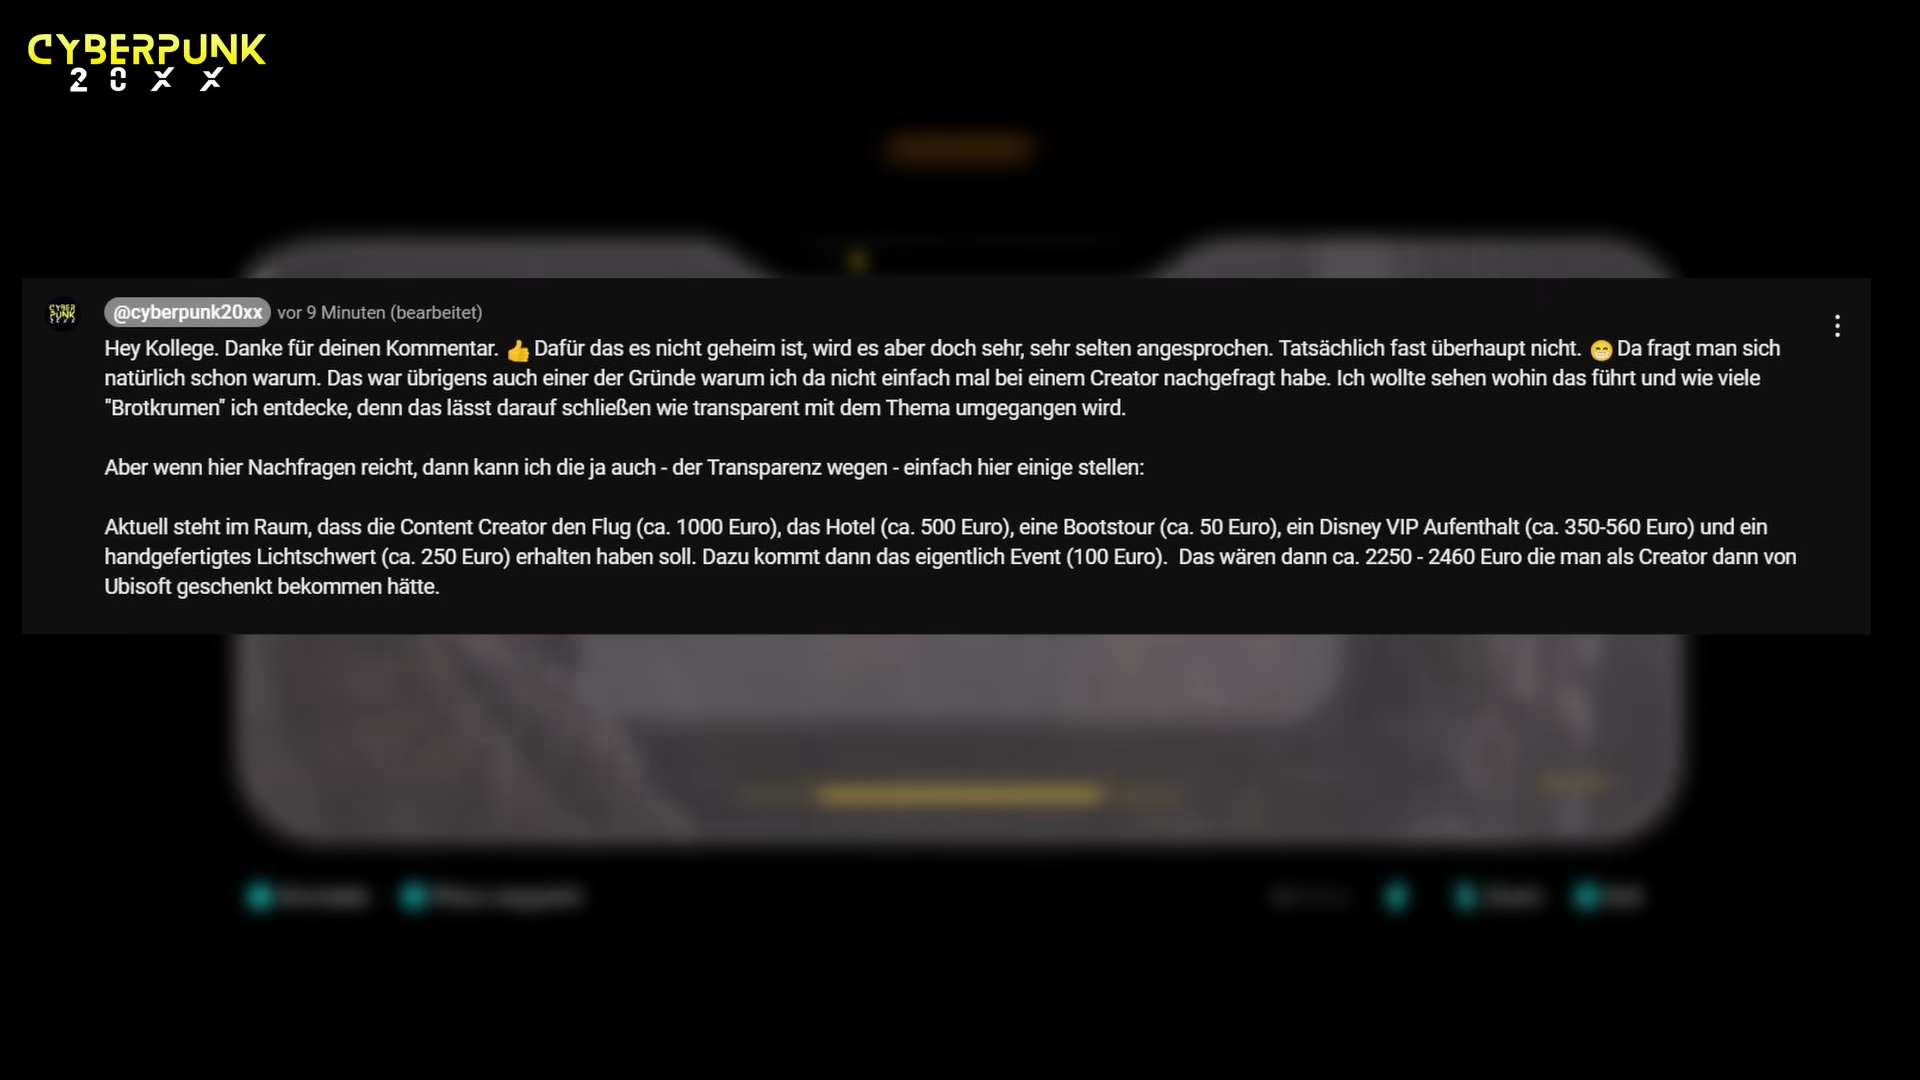 CYBERPUNK
20XX
@cyberpunk20xx vor 9 Minuten (bearbeitet)
Hey Kollege. Danke für deinen Kommentar. 👍 Dafür das es nicht geheim ist, wird es aber doch sehr, sehr selten angesprochen. Tatsächlich fast überhaupt nicht. 😁 Da fragt man sich
natürlich schon warum. Das war übrigens auch einer der Gründe warum ich da nicht einfach mal bei einem Creator nachgefragt habe. Ich wollte sehen wohin das führt und wie viele
"Brotkrumen" ich entdecke, denn das lässt darauf schließen wie transparent mit dem Thema umgegangen wird.
Aber wenn hier Nachfragen reicht, dann kann ich die ja auch - der Transparenz wegen - einfach hier einige stellen:
Aktuell steht im Raum, dass die Content Creator den Flug (ca. 1000 Euro), das Hotel (ca. 500 Euro), eine Bootstour (ca. 50 Euro), ein Disney VIP Aufenthalt (ca. 350-560 Euro) und ein
handgefertigtes Lichtschwert (ca. 250 Euro) erhalten haben soll. Dazu kommt dann das eigentlich Event (100 Euro).  Das wären dann ca. 2250 - 2460 Euro die man als Creator dann von
Ubisoft geschenkt bekommen hätte.